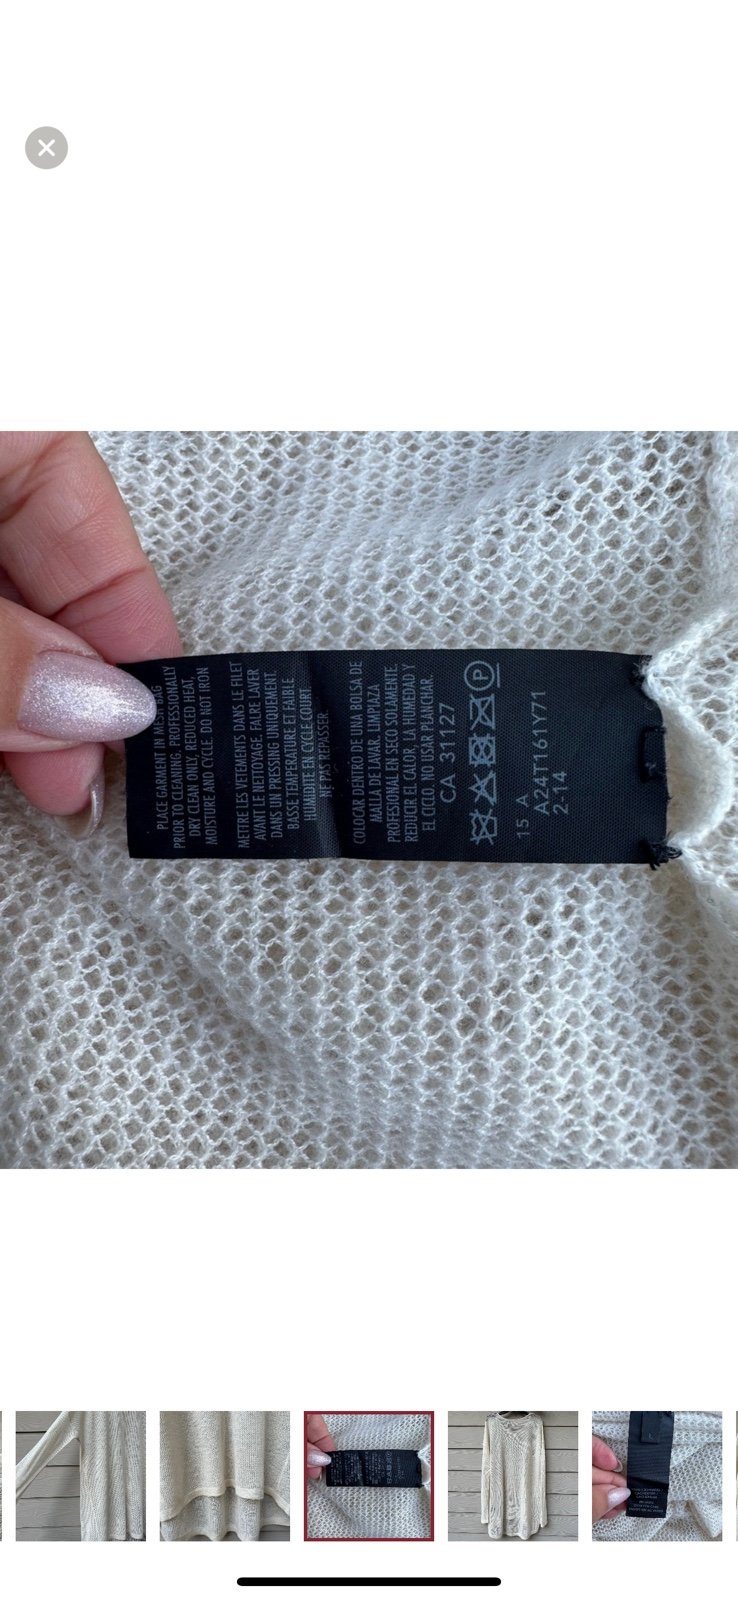 PLACE GARMENT IN MESH BAG
PRIOR TO CLEANING. PROFESSIONALLY
DRY CLEAN ONLY, REDUCED HEAT,
MOISTURE AND CYCLE. DO NOT IRON
METTRE LES VETEMENTS DANS LE FILET
AVANT LE NETTOYAGE. FAIRE LAVER
DANS UN PRESSING UNIQUEMENT.
BASSE TEMPERATURE ET FAIBLE
HUMIDITE EN CYCLE COURT.
NE PAS REPASSER.
COLOCAR DENTRO DE UNA BOLSA DE
MALLA DE LAVAR. LIMPIAZA
PROFESIONAL EN SECO SOLAMENTE.
REDUCIR EL CALOR, LA HUMEDAD Y
EL CICLO. NO USAR PLANCHAR.
CA 31127
P
15 A
A24T161Y71
2-14